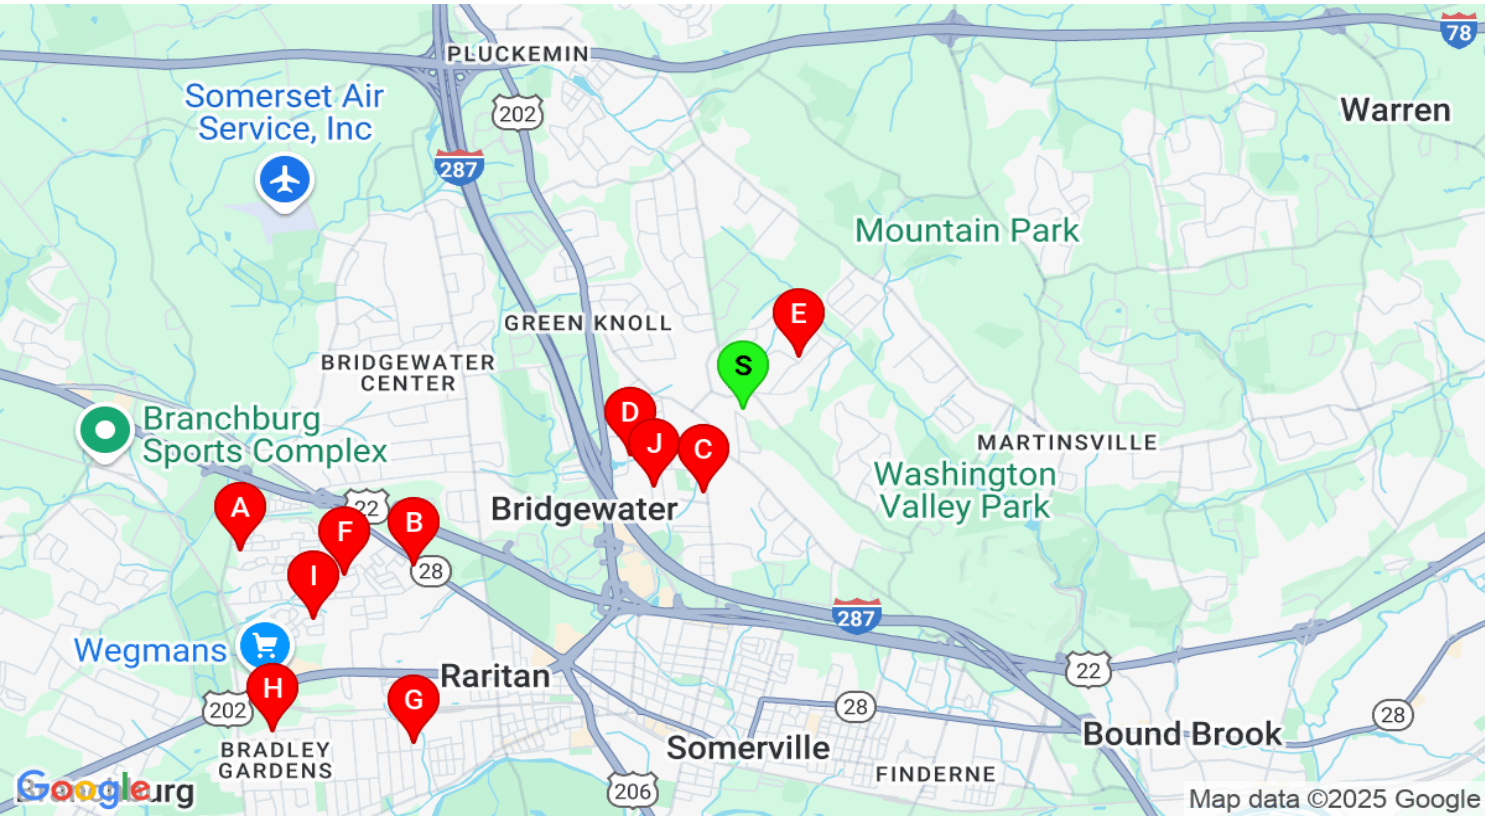 78
PLUCKEMIN
Somerset Air
Service, Inc
202
Warren
287
Mountain Park
E
GREEN KNOLL
S
BRIDGEWATER
CENTER
D
Branchburg
Sports Complex
J
C
MARTINSVILLE
Washington
Valley Park
A
22
Bridgewater
F
B
28
I
287
Wegmans
22
Raritan
H
G
202
28
28
Somerville
Bound Brook
BRADLEY
GARDENS
FINDERNE
206
Google
urg
Map data ©2025 Google